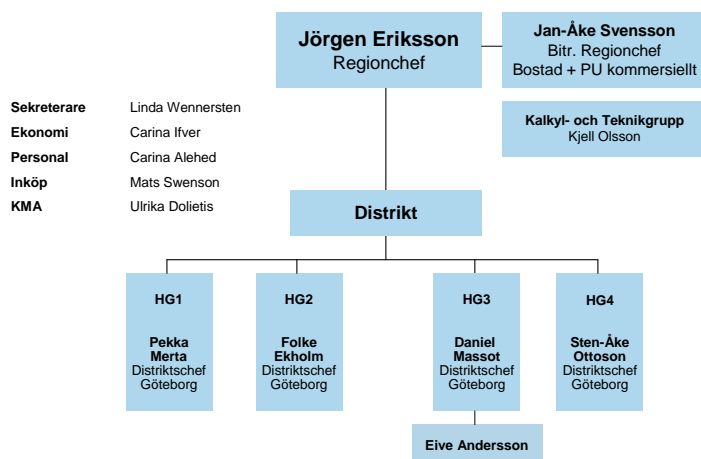 Jörgen Eriksson
Regionchef
Jan-Åke Svensson
Bitr. Regionchef
Bostad + PU kommersiellt
Kalkyl- och Teknikgrupp
Kjell Olsson
Sekreterare Linda Wennersten
Ekonomi Carina Ifver
Personal Carina Alehed
Inköp Mats Swenson
KMA Ulrika Dolietis
Distrikt
HG1
Pekka
Merta
Distriktschef
Göteborg
HG2
Folke
Ekholm
Distriktschef
Göteborg
HG3
Daniel
Massot
Distriktschef
Göteborg
HG4
Sten-Åke
Ottoson
Distriktschef
Göteborg
Eive Andersson